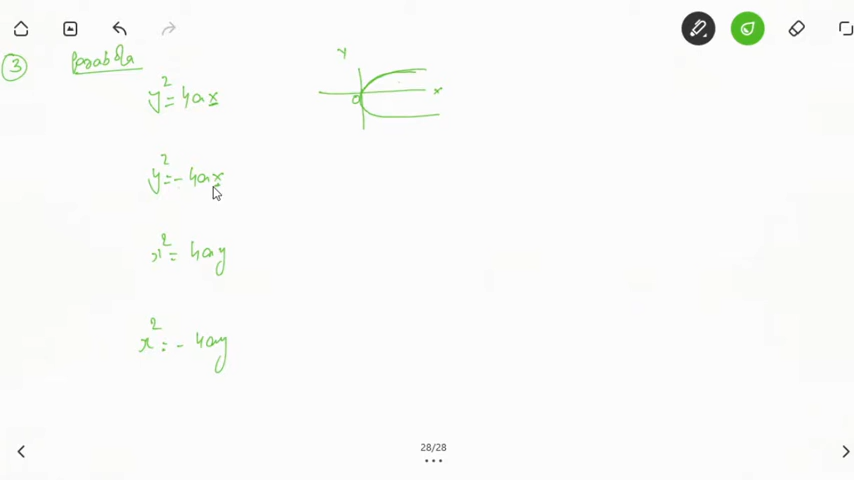 ③ Parabola
y² = 4ax
Y
O
x
y² = - 4ax
x² = 4ay
x² = - 4ay
28/28